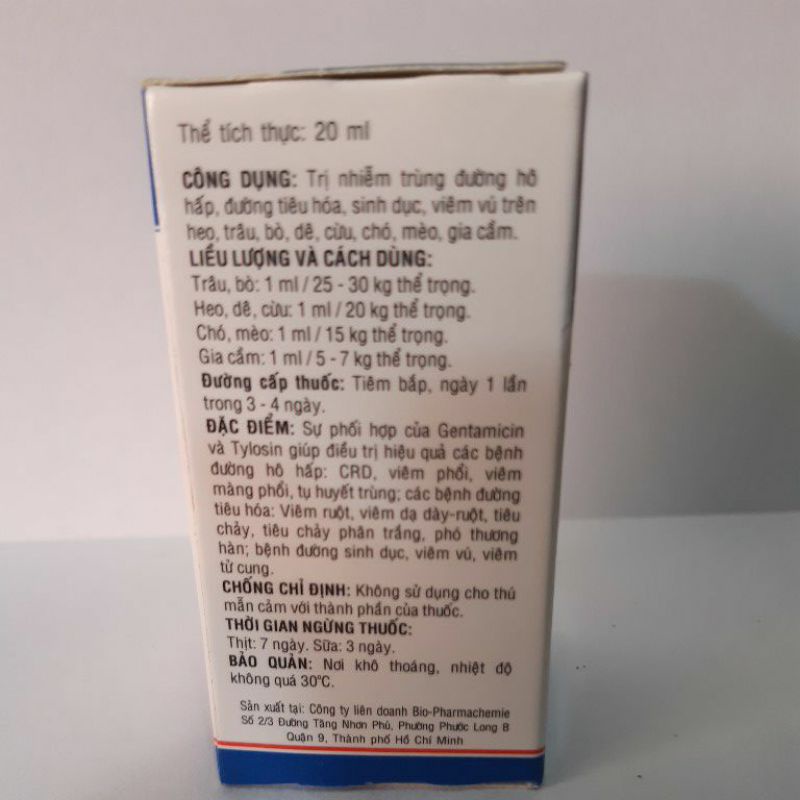 Thể tích thực: 20 ml
CÔNG DỤNG: Trị nhiễm trùng đường hô
hấp, đường tiêu hóa, sinh dục, viêm vú trên
heo, trâu, bò, dê, cừu, chó, mèo, gia cầm.
LIỀU LƯỢNG VÀ CÁCH DÙNG:
Trâu, bò: 1 ml / 25 - 30 kg thể trọng.
Heo, dê, cừu: 1 ml / 20 kg thể trọng.
Chó, mèo: 1 ml / 15 kg thể trọng.
Gia cầm: 1 ml / 5 - 7 kg thể trọng.
Đường cấp thuốc: Tiêm bắp, ngày 1 lần
trong 3 - 4 ngày.
ĐẶC ĐIỂM: Sự phối hợp của Gentamicin
và Tylosin giúp điều trị hiệu quả các bệnh
đường hô hấp: CRD, viêm phổi, viêm
màng phổi, tụ huyết trùng; các bệnh đường
tiêu hóa: Viêm ruột, viêm dạ dày-ruột, tiêu
chảy, tiêu chảy phân trắng, phó thương
hàn; bệnh đường sinh dục, viêm vú, viêm
tử cung.
CHỐNG CHỈ ĐỊNH: Không sử dụng cho thú
mẫn cảm với thành phần của thuốc.
THỜI GIAN NGỪNG THUỐC:
Thịt: 7 ngày. Sữa: 3 ngày.
BẢO QUẢN: Nơi khô thoáng, nhiệt độ
không quá 30°C.
Sản xuất tại: Công ty liên doanh Bio-Pharmachemie
Số 2/3 Đường Tăng Nhơn Phú, Phường Phước Long B
Quận 9, Thành phố Hồ Chí Minh